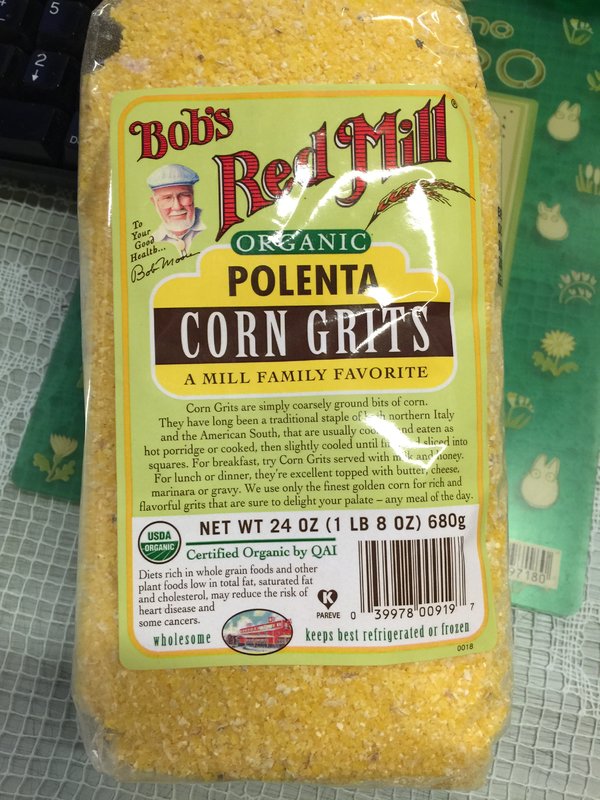 5
2
no
Bob's
Red Mill®
To
Your
Good
Health...
Bob Moore
ORGANIC
POLENTA
CORN GRITS
A MILL FAMILY FAVORITE
Corn Grits are simply coarsely ground bits of corn.
They have long been a traditional staple of both northern Italy
and the American South, that are usually cooked and eaten as
hot porridge or cooked, then slightly cooled until and sliced into
squares. For breakfast, try Corn Grits served with milk and honey.
For lunch or dinner, they're excellent topped with butter, cheese,
marinara or gravy. We use only the finest golden corn for rich and
flavorful grits that are sure to delight your palate – any meal of the day.
USDA
ORGANIC
NET WT 24 OZ (1 LB 8 OZ) 680g
Certified Organic by QAI
Diets rich in whole grain foods and other
plant foods low in total fat, saturated fat
and cholesterol, may reduce the risk of
heart disease and
some cancers.
K
PAREVE
0 39978 00919 7
wholesome
keeps best refrigerated or frozen
0018
97180